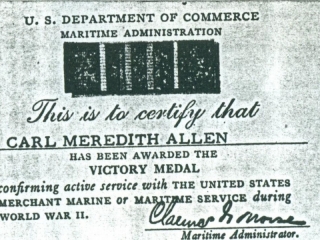 U. S. DEPARTMENT OF COMMERCE
MARITIME ADMINISTRATION
This is to certify that
CARL MEREDITH ALLEN
HAS BEEN AWARDED THE
VICTORY MEDAL
confirming active service with THE UNITED STATES
MERCHANT MARINE OR MARITIME SERVICE during
WORLD WAR II.
Maritime Administrator.